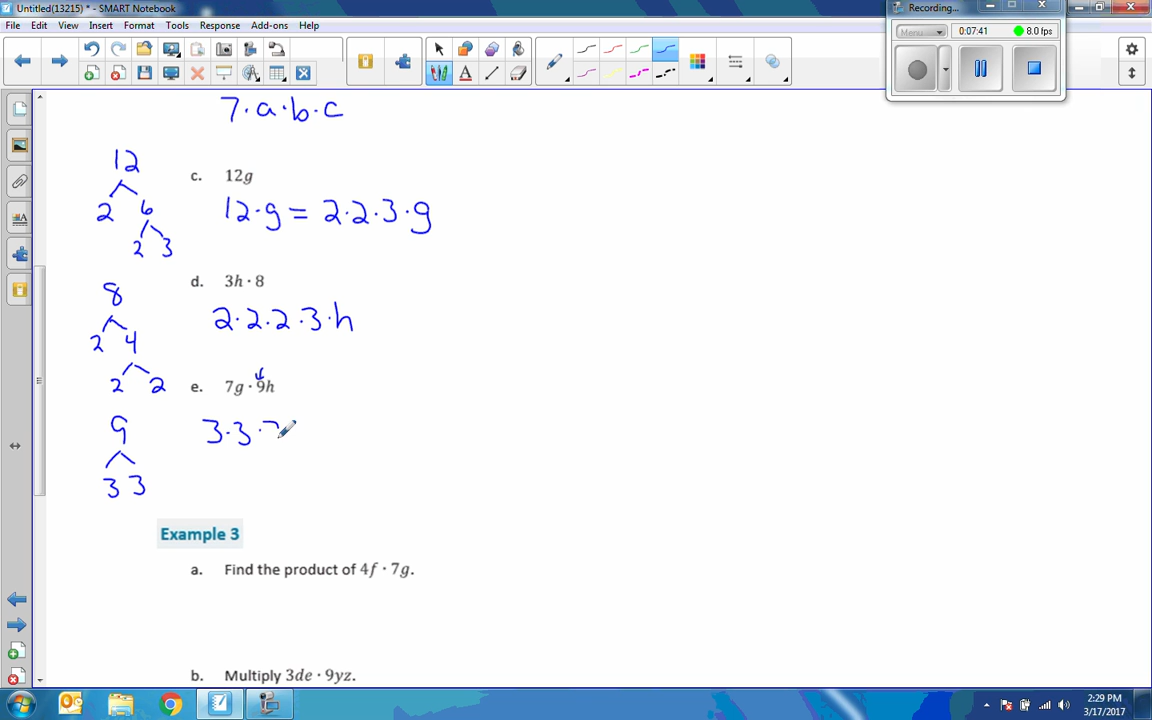 Untitled(13215) * - SMART Notebook
Recording...
File Edit View Insert Format Tools Response Add-ons Help
Menu
0:07:41
8.0 fps
7·a·b·c
12
2 6
2 3
c. 12g
12·g = 2·2·3·g
d. 3h · 8
8
2 4
2 2
2·2·2·3·h
e. 7g · 9h
9
3 3
3·3·7
Example 3
a. Find the product of 4f · 7g.
b. Multiply 3de · 9yz.
2:29 PM
3/17/2017